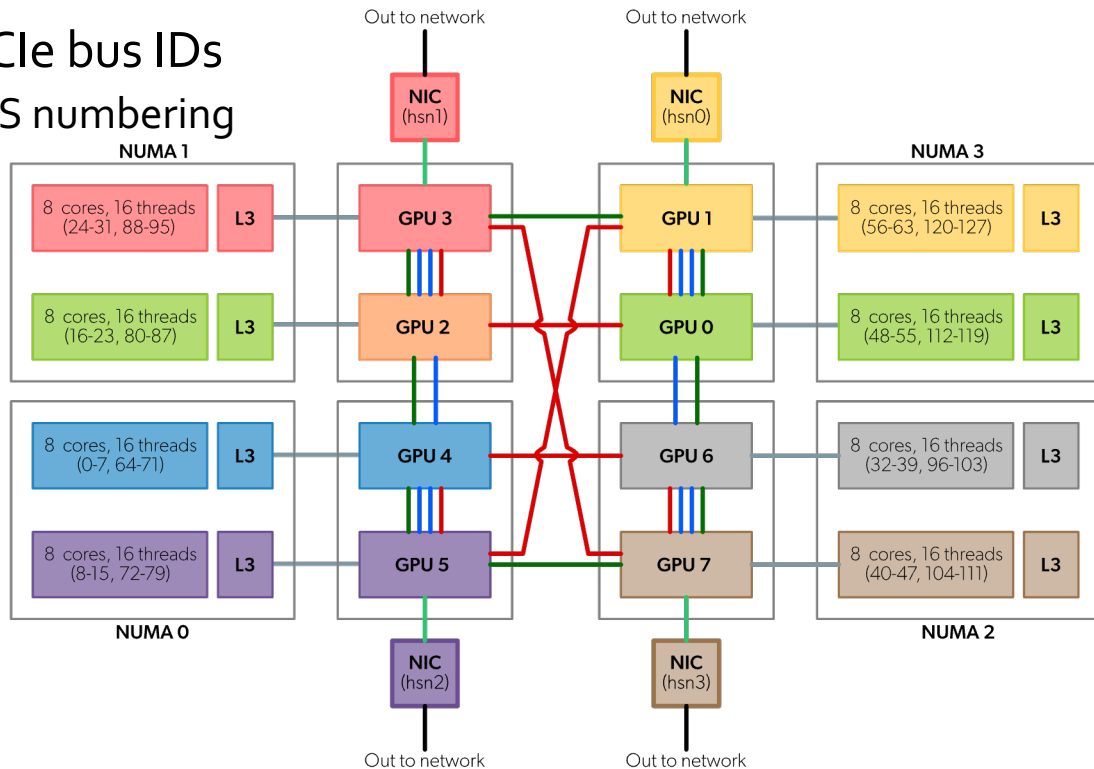 Out to network
Out to network
CIe bus IDs
S numbering
NIC
(hsn1)
NIC
(hsn0)
NUMA 1
NUMA 3
8 cores, 16 threads
(24-31, 88-95)
L3
GPU 3
GPU 1
8 cores, 16 threads
(56-63, 120-127)
L3
8 cores, 16 threads
(16-23, 80-87)
L3
GPU 2
GPU 0
8 cores, 16 threads
(48-55, 112-119)
L3
8 cores, 16 threads
(0-7, 64-71)
L3
GPU 4
GPU 6
8 cores, 16 threads
(32-39, 96-103)
L3
8 cores, 16 threads
(8-15, 72-79)
L3
GPU 5
GPU 7
8 cores, 16 threads
(40-47, 104-111)
L3
NUMA 0
NUMA 2
NIC
(hsn2)
NIC
(hsn3)
Out to network
Out to network